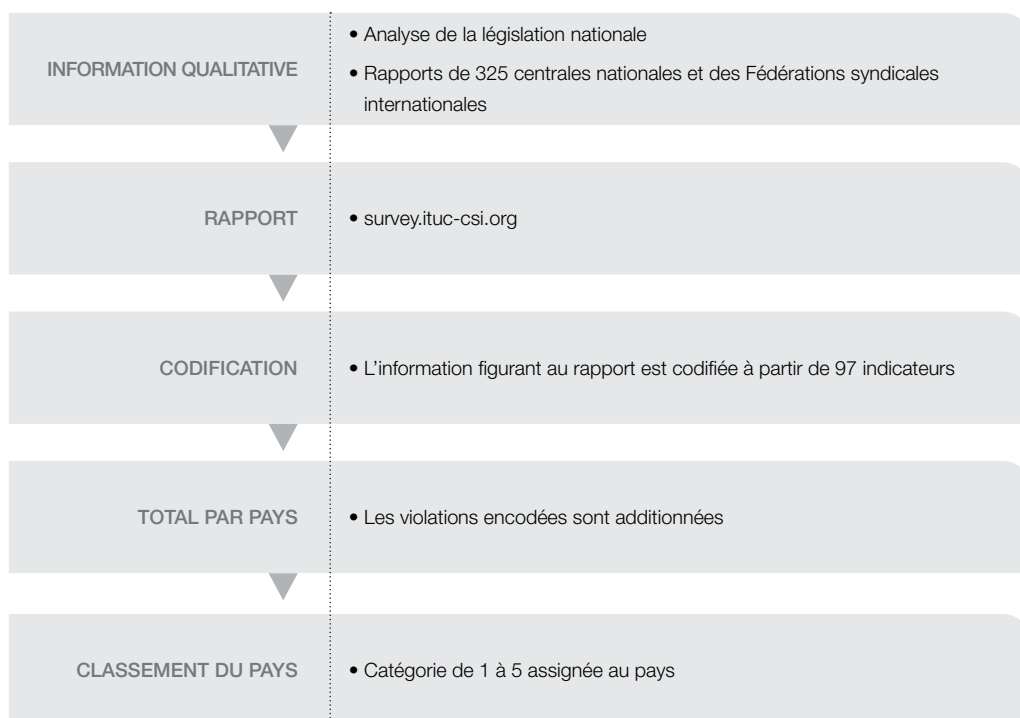 INFORMATION QUALITATIVE
• Analyse de la législation nationale
• Rapports de 325 centrales nationales et des Fédérations syndicales
internationales
RAPPORT
• survey.ituc-csi.org
CODIFICATION
• L'information figurant au rapport est codifiée à partir de 97 indicateurs
TOTAL PAR PAYS
• Les violations encodées sont additionnées
CLASSEMENT DU PAYS
• Catégorie de 1 à 5 assignée au pays